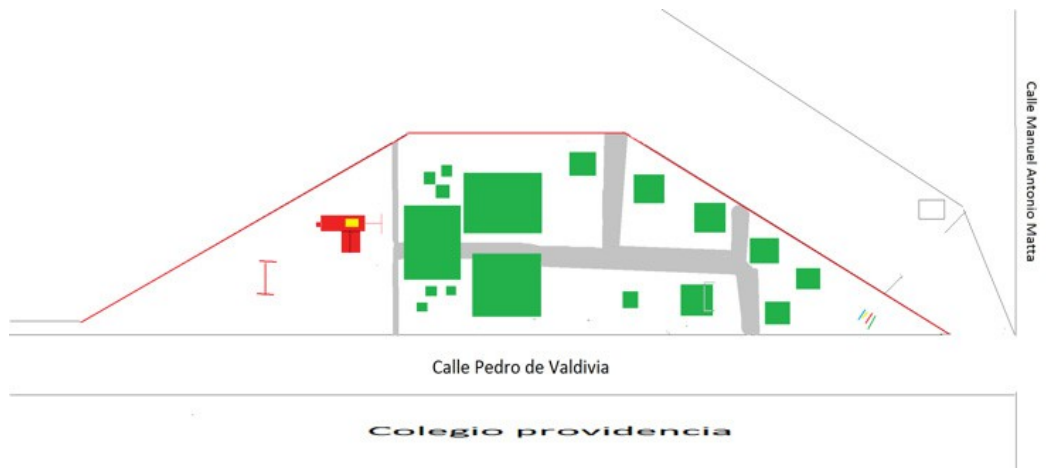 Calle Manuel Antonio Matta
Calle Pedro de Valdivia
Colegio providencia